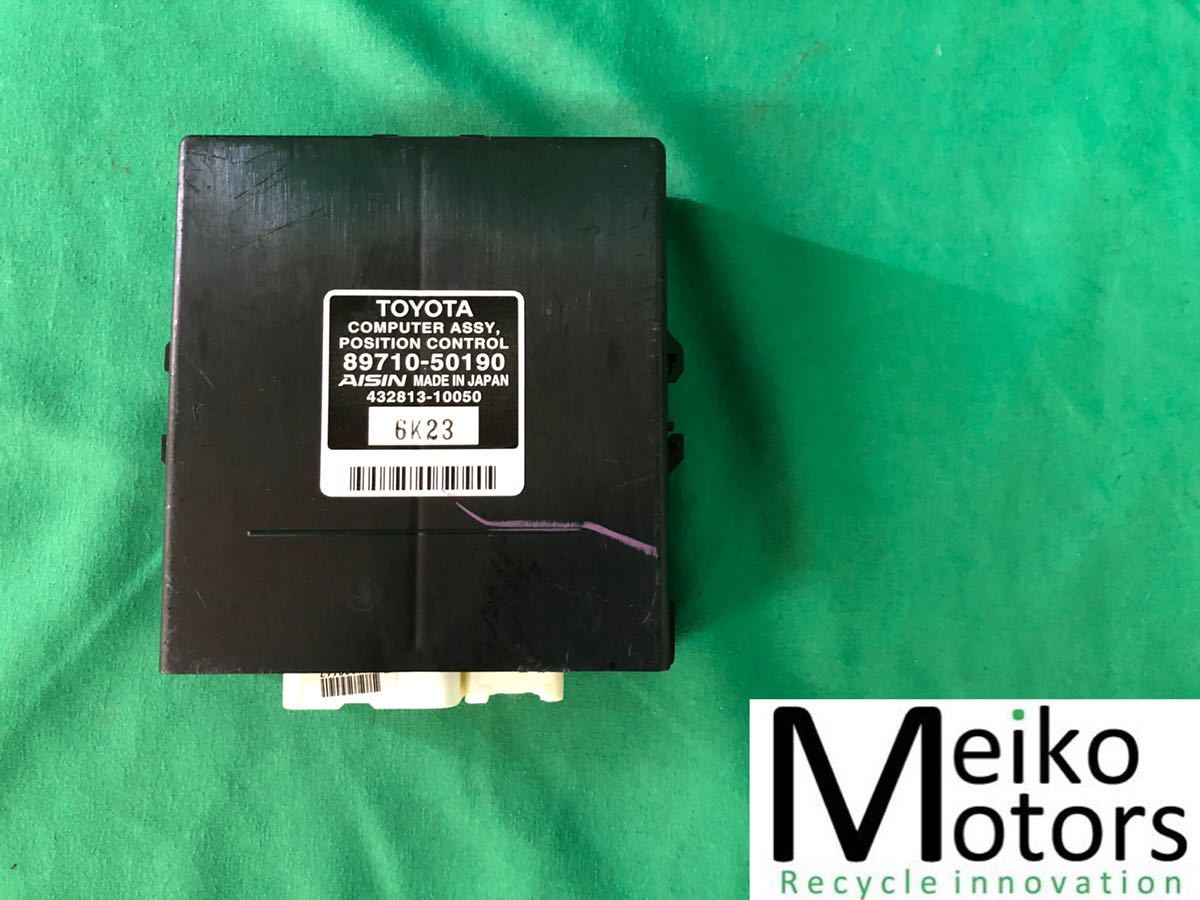 TOYOTA
COMPUTER ASSY,
POSITION CONTROL
89710-50190
AISIN MADE IN JAPAN
432813-10050
6K23
Meiko
Motors
Recycle innovation